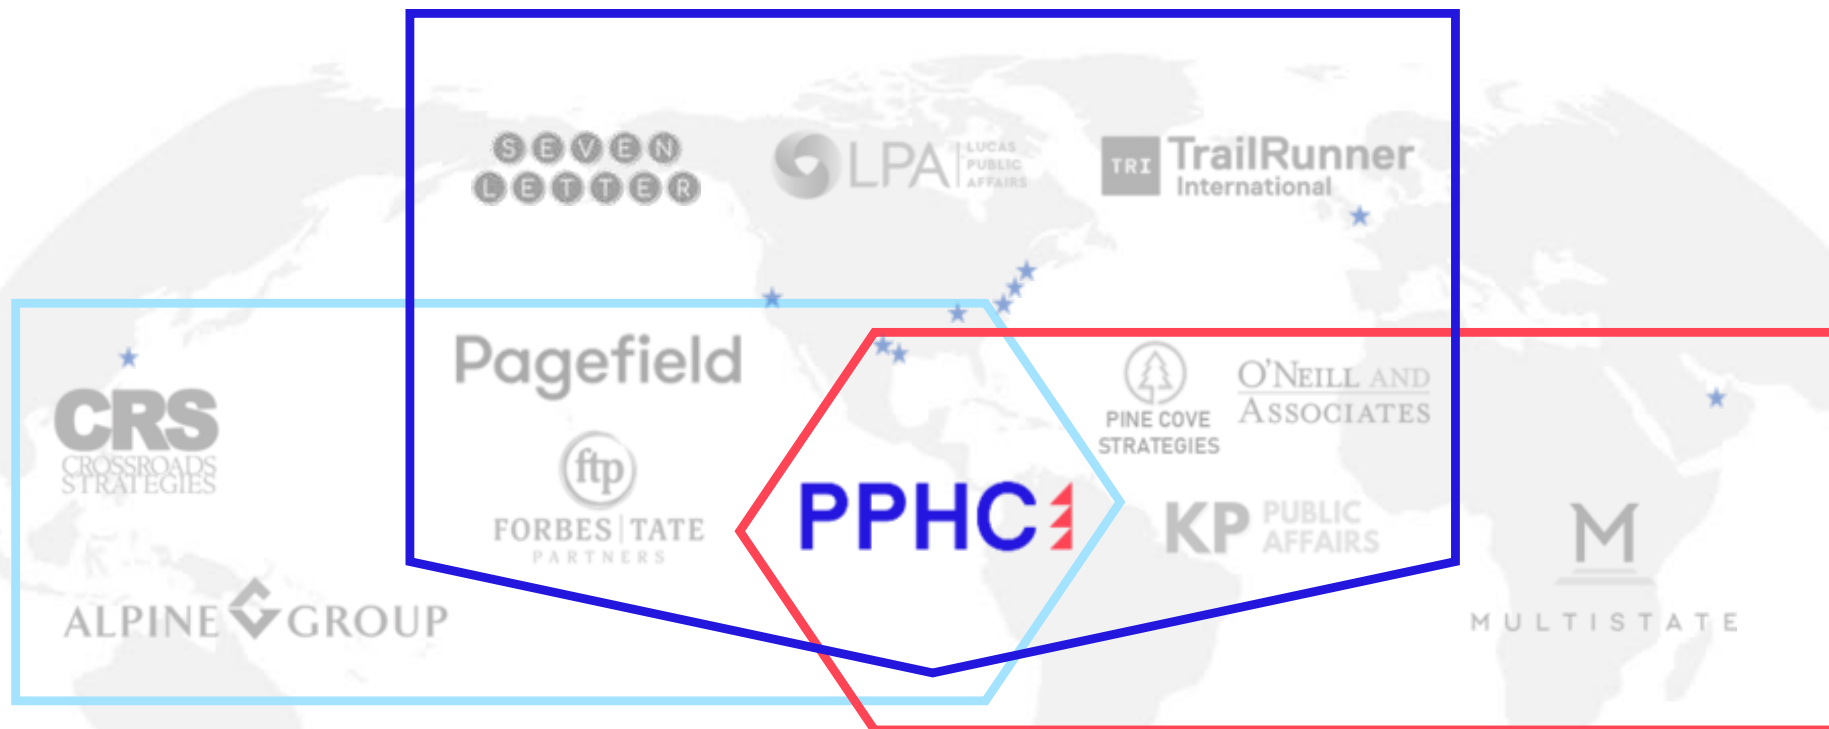 SEVEN
LETTER
LPA
LUCAS
PUBLIC
AFFAIRS
TRI
TrailRunner
International
Pagefield
CRS
CROSSROADS
STRATEGIES
ftp
FORBES|TATE
PARTNERS
PINE COVE
STRATEGIES
O'NEILL AND
ASSOCIATES
PPHC
KP
PUBLIC
AFFAIRS
ALPINE GROUP
M
MULTISTATE